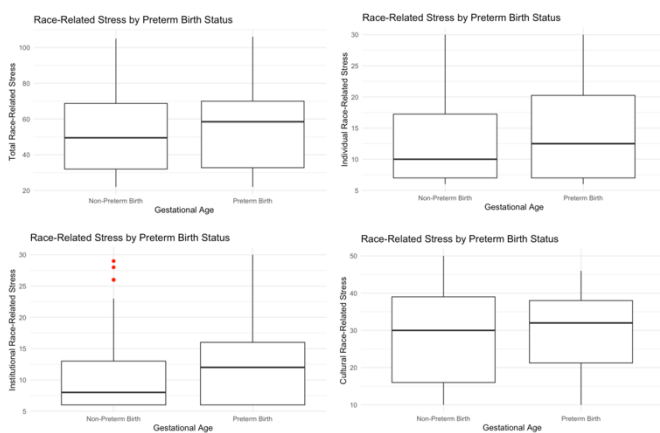 Race-Related Stress by Preterm Birth Status
Total Race-Related Stress
100
80
60
40
20
Non-Preterm Birth
Preterm Birth
Gestational Age
Race-Related Stress by Preterm Birth Status
Individual Race-Related Stress
30
25
20
15
10
5
Non-Preterm Birth
Preterm Birth
Gestational Age
Race-Related Stress by Preterm Birth Status
Institutional Race-Related Stress
30
25
20
15
10
5
Non-Preterm Birth
Preterm Birth
Gestational Age
Race-Related Stress by Preterm Birth Status
Cultural Race-Related Stress
50
40
30
20
10
Non-Preterm Birth
Preterm Birth
Gestational Age